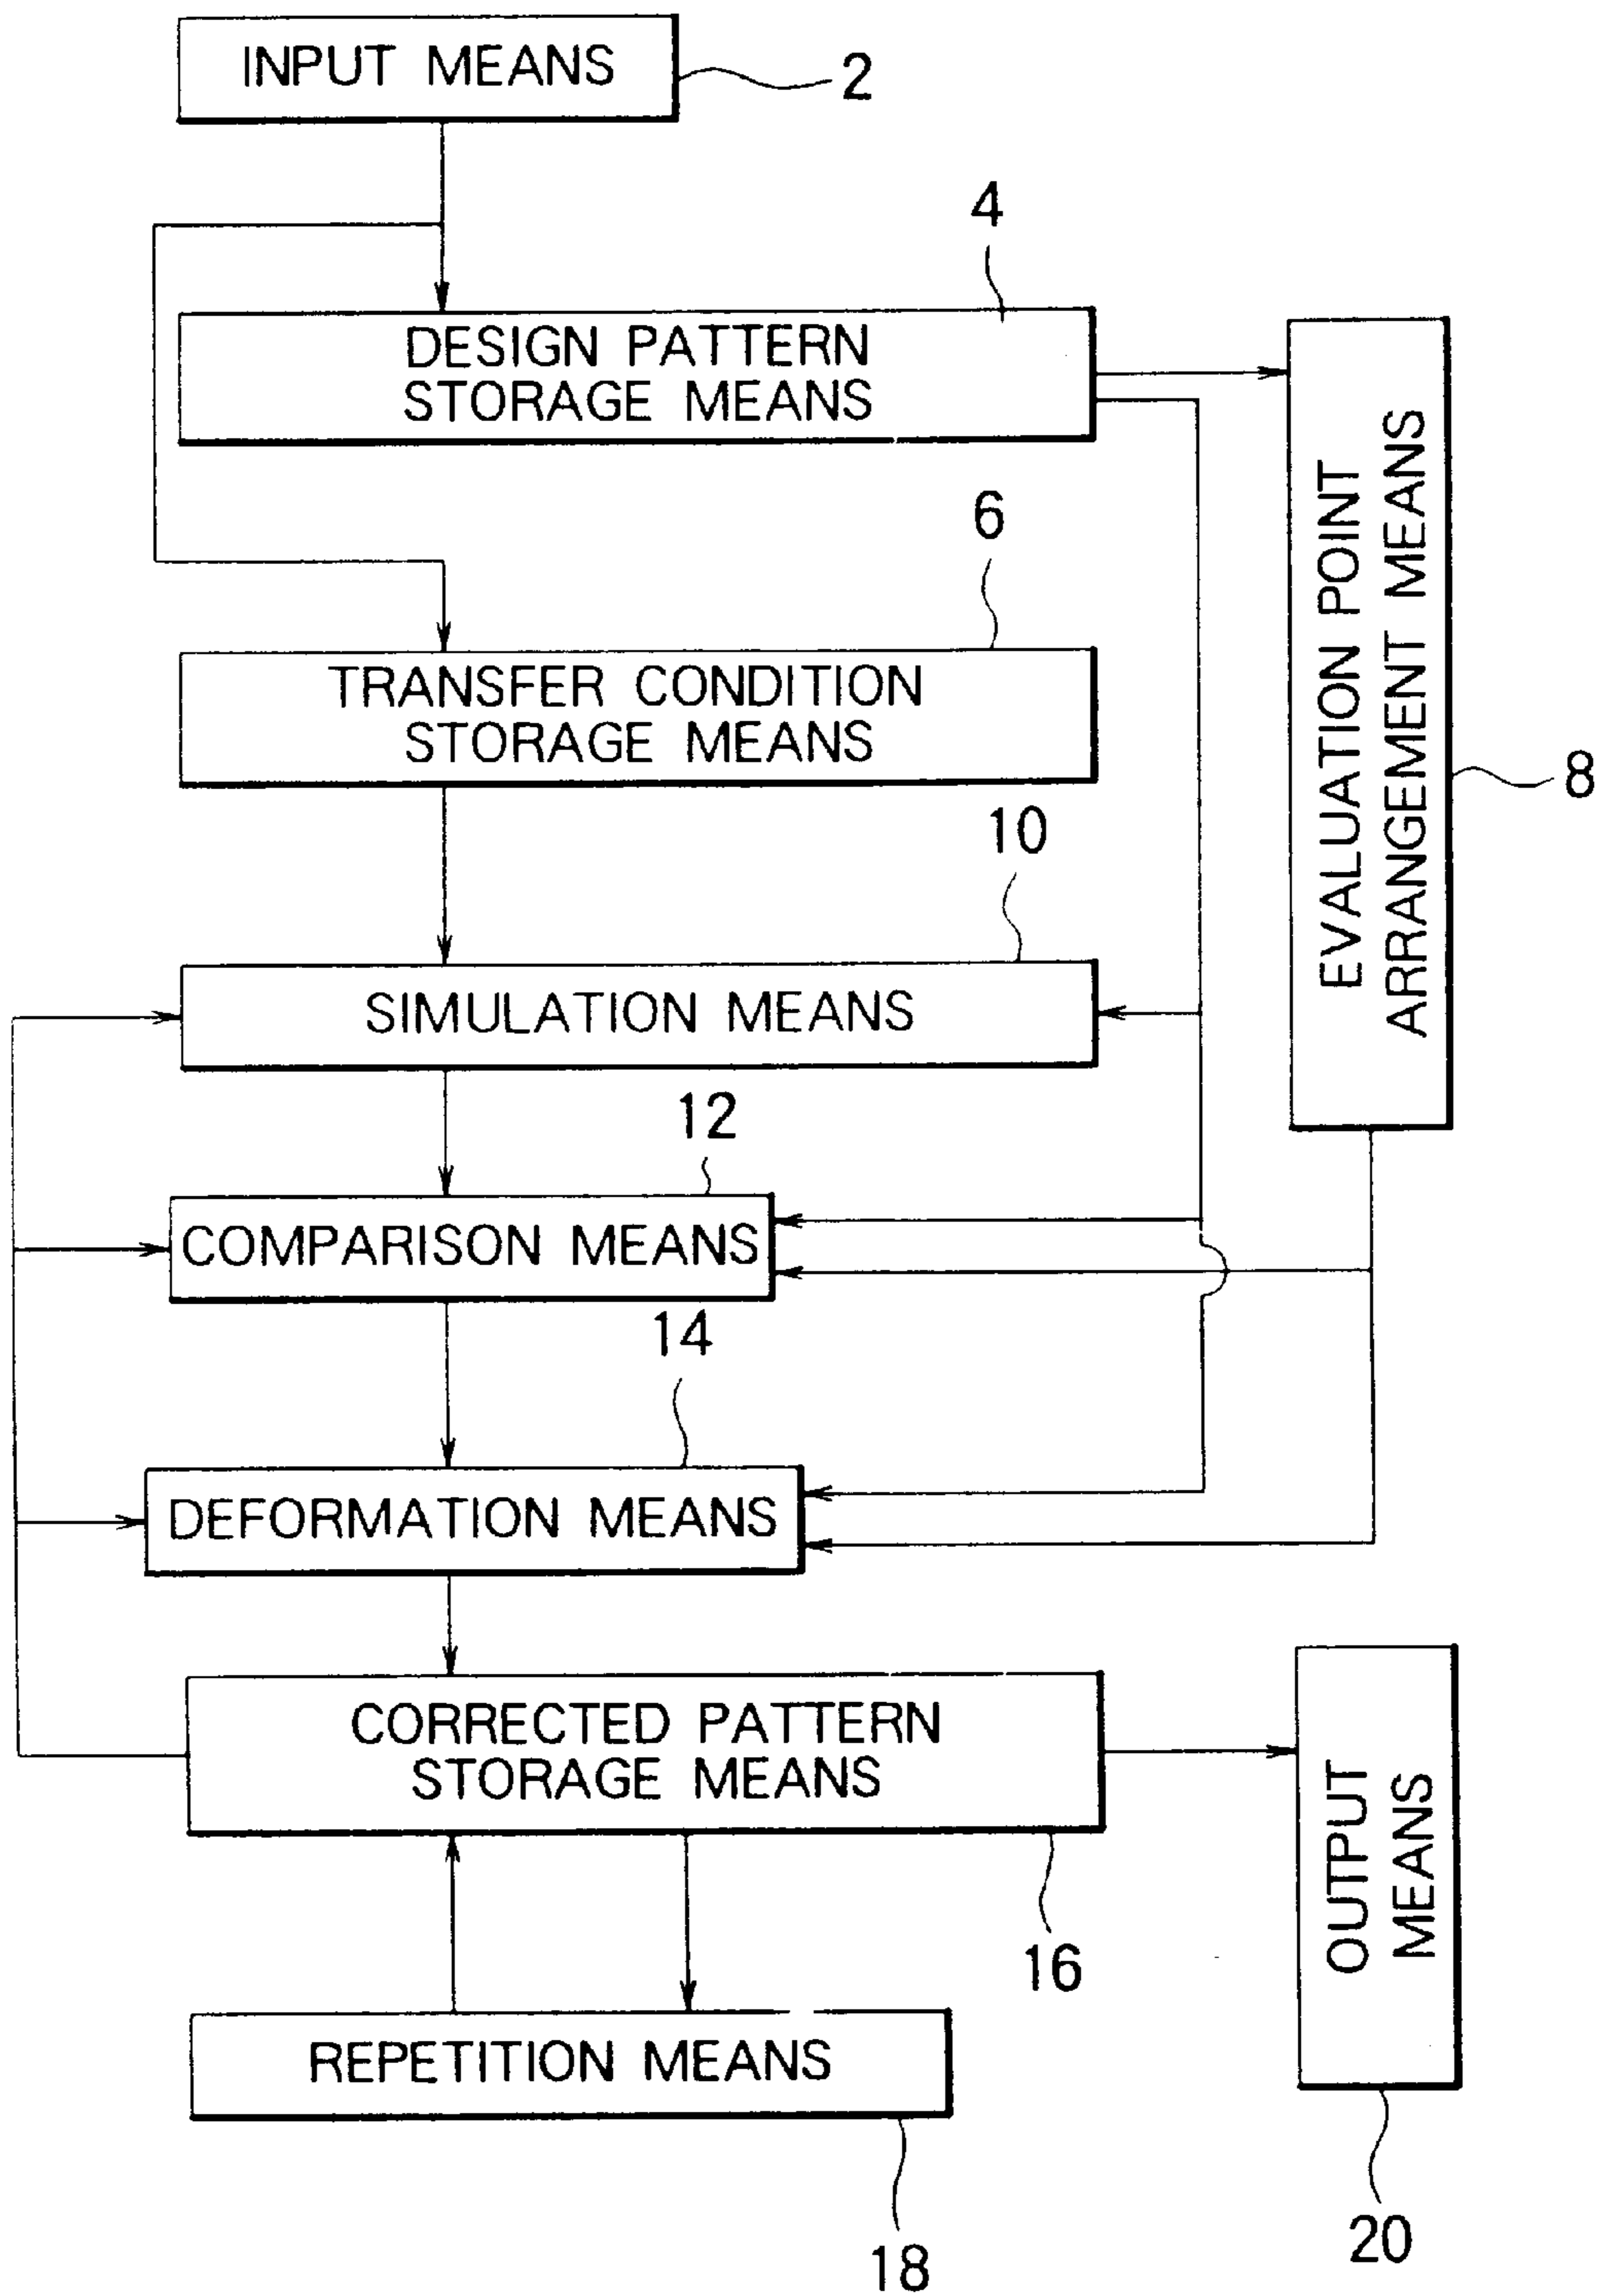 INPUT MEANS
2
4
DESIGN PATTERN
STORAGE MEANS
6
TRANSFER CONDITION
STORAGE MEANS
EVALUATION POINT
ARRANGEMENT MEANS
8
10
SIMULATION MEANS
12
COMPARISON MEANS
14
DEFORMATION MEANS
CORRECTED PATTERN
STORAGE MEANS
16
OUTPUT
MEANS
REPETITION MEANS
18
20